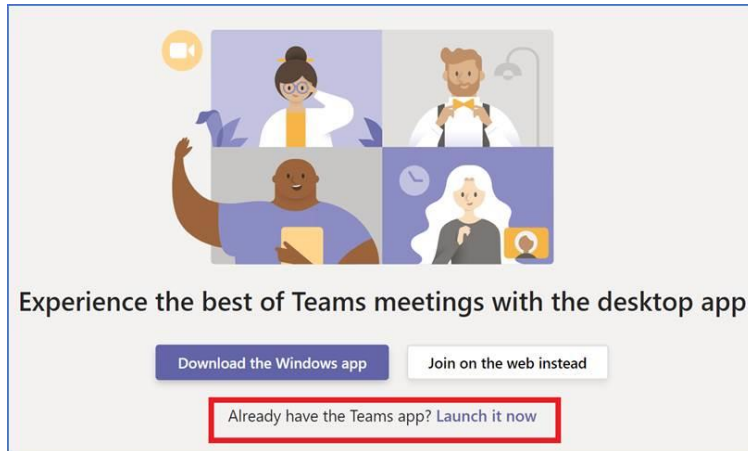 Experience the best of Teams meetings with the desktop app
Download the Windows app
Join on the web instead
Already have the Teams app? Launch it now